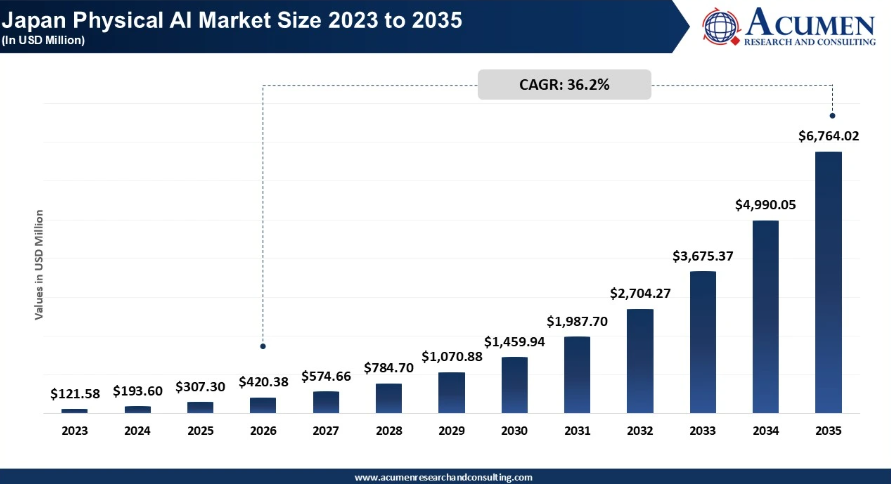 Japan Physical AI Market Size 2023 to 2035
(In USD Million)
ACUMEN
RESEARCH AND CONSULTING
CAGR: 36.2%
Values in USD Million
$121.58
$193.60
$307.30
$420.38
$574.66
$784.70
$1,070.88
$1,459.94
$1,987.70
$2,704.27
$3,675.37
$4,990.05
$6,764.02
2023 2024 2025 2026 2027 2028 2029 2030 2031 2032 2033 2034 2035
www.acumenresearchandconsulting.com